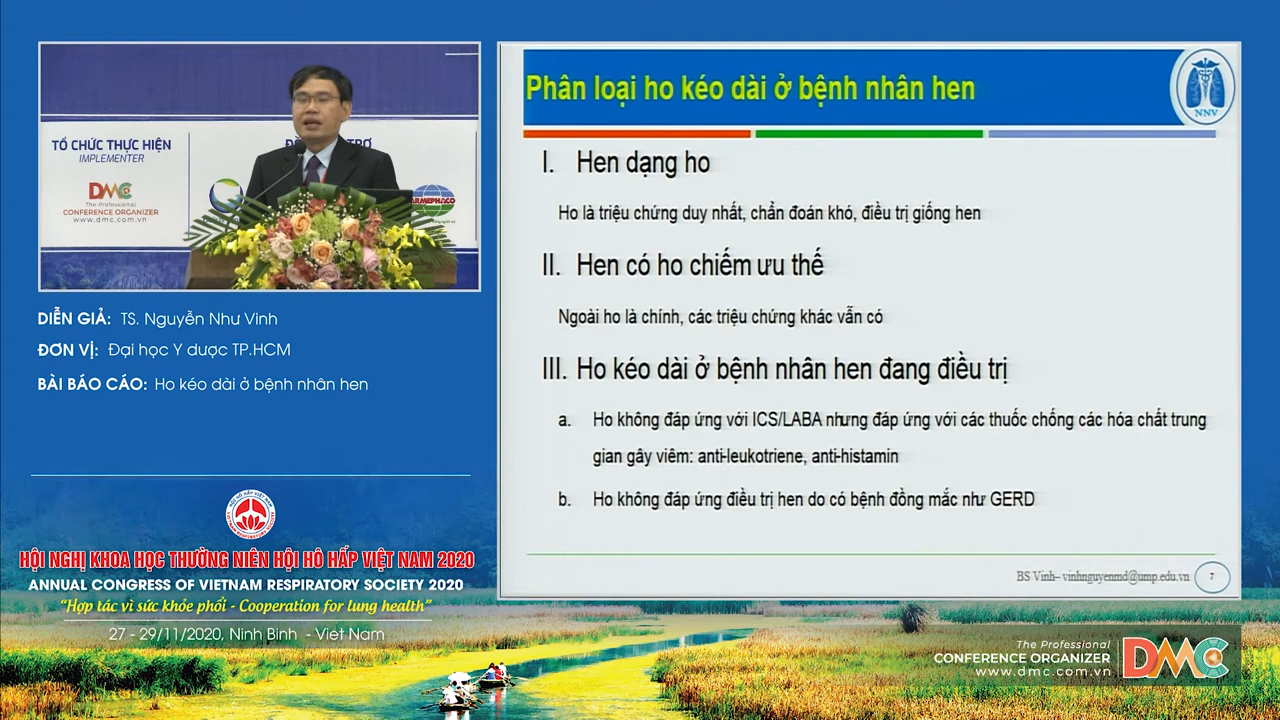 TỔ CHỨC THỰC HIỆN
IMPLEMENTER
DMC
The Professional
CONFERENCE ORGANIZER
www.dmc.com.vn
DIỄN GIẢ: TS. Nguyễn Như Vinh
ĐƠN VỊ: Đại học Y dược TP.HCM
BÀI BÁO CÁO: Ho kéo dài ở bệnh nhân hen
HỘI NGHỊ KHOA HỌC THƯỜNG NIÊN HỘI HÔ HẤP VIỆT NAM 2020
ANNUAL CONGRESS OF VIETNAM RESPIRATORY SOCIETY 2020
“Hợp tác vì sức khỏe phổi - Cooperation for lung health”
27 - 29/11/2020, Ninh Bình - Viet Nam
Phân loại ho kéo dài ở bệnh nhân hen
NNV
I. Hen dạng ho
Ho là triệu chứng duy nhất, chẩn đoán khó, điều trị giống hen
II. Hen có ho chiếm ưu thế
Ngoài ho là chính, các triệu chứng khác vẫn có
III. Ho kéo dài ở bệnh nhân hen đang điều trị
a. Ho không đáp ứng với ICS/LABA nhưng đáp ứng với các thuốc chống các hóa chất trung
gian gây viêm: anti-leukotriene, anti-histamin
b. Ho không đáp ứng điều trị hen do có bệnh đồng mắc như GERD
BS Vinh– vinhnguyenmd@ump.edu.vn 7
The Professional
CONFERENCE ORGANIZER
www.dmc.com.vn
DMC